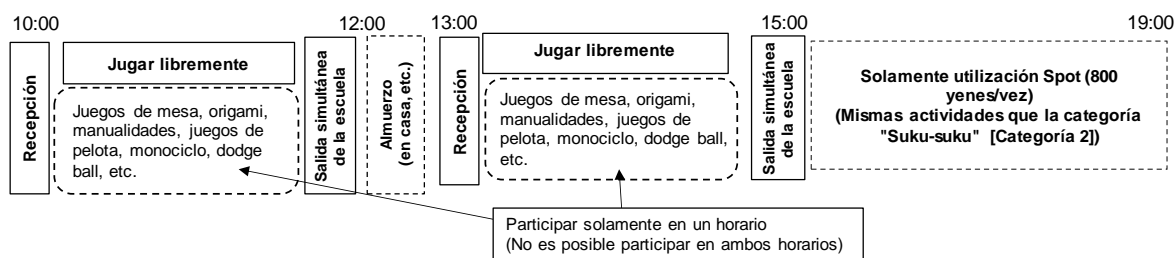 10:00
12:00
13:00
15:00
19:00
Recepción
Jugar libremente
Juegos de mesa, origami,
manualidades, juegos de
pelota, monociclo, dodge
ball, etc.
Salida simultánea
de la escuela
Almuerzo
(en casa, etc.)
Recepción
Jugar libremente
Juegos de mesa, origami,
manualidades, juegos de
pelota, monociclo, dodge ball,
etc.
Salida simultánea
de la escuela
Solamente utilización Spot (800
yenes/vez)
(Mismas actividades que la categoría
"Suku-suku" [Categoría 2])
Participar solamente en un horario
(No es posible participar en ambos horarios)